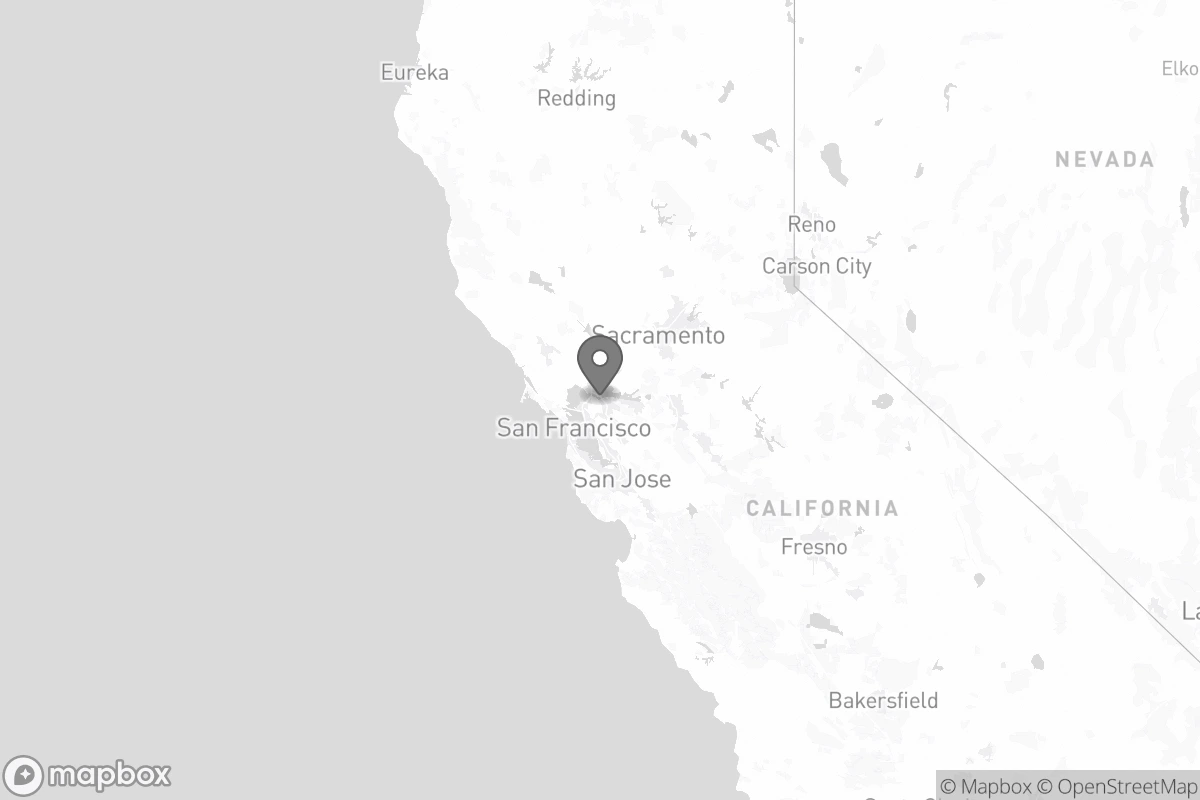 Eureka
Redding
Elko
NEVADA
Reno
Carson City
Sacramento
San Francisco
San Jose
CALIFORNIA
Fresno
La
Bakersfield
mapbox
© Mapbox © OpenStreetMap